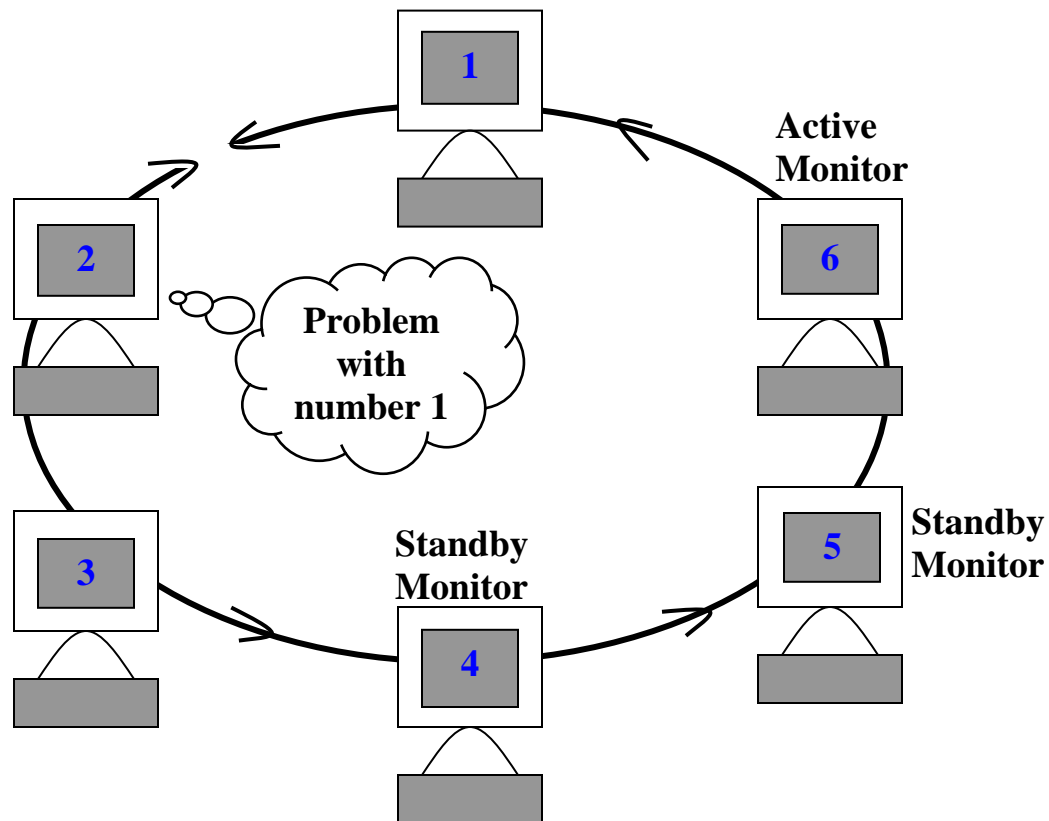 1
Active
Monitor
2
6
Problem
with
number 1
3
Standby
Monitor
4
5
Standby
Monitor